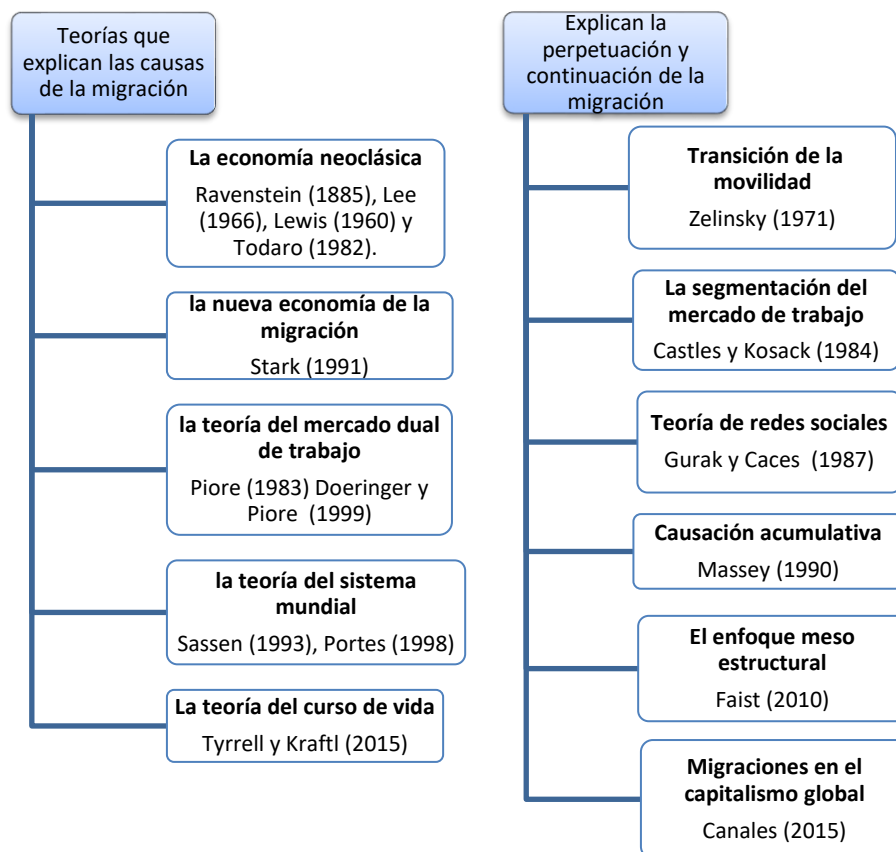 Teorías que
explican las causas
de la migración
La economía neoclásica
Ravenstein (1885), Lee
(1966), Lewis (1960) y
Todaro (1982).
la nueva economía de la
migración
Stark (1991)
la teoría del mercado dual
de trabajo
Piore (1983) Doeringer y
Piore (1999)
la teoría del sistema
mundial
Sassen (1993), Portes (1998)
La teoría del curso de vida
Tyrrell y Kraftl (2015)
Explican la
perpetuación y
continuación de la
migración
Transición de la
movilidad
Zelinsky (1971)
La segmentación del
mercado de trabajo
Castles y Kosack (1984)
Teoría de redes sociales
Gurak y Caces (1987)
Causación acumulativa
Massey (1990)
El enfoque meso
estructural
Faist (2010)
Migraciones en el
capitalismo global
Canales (2015)